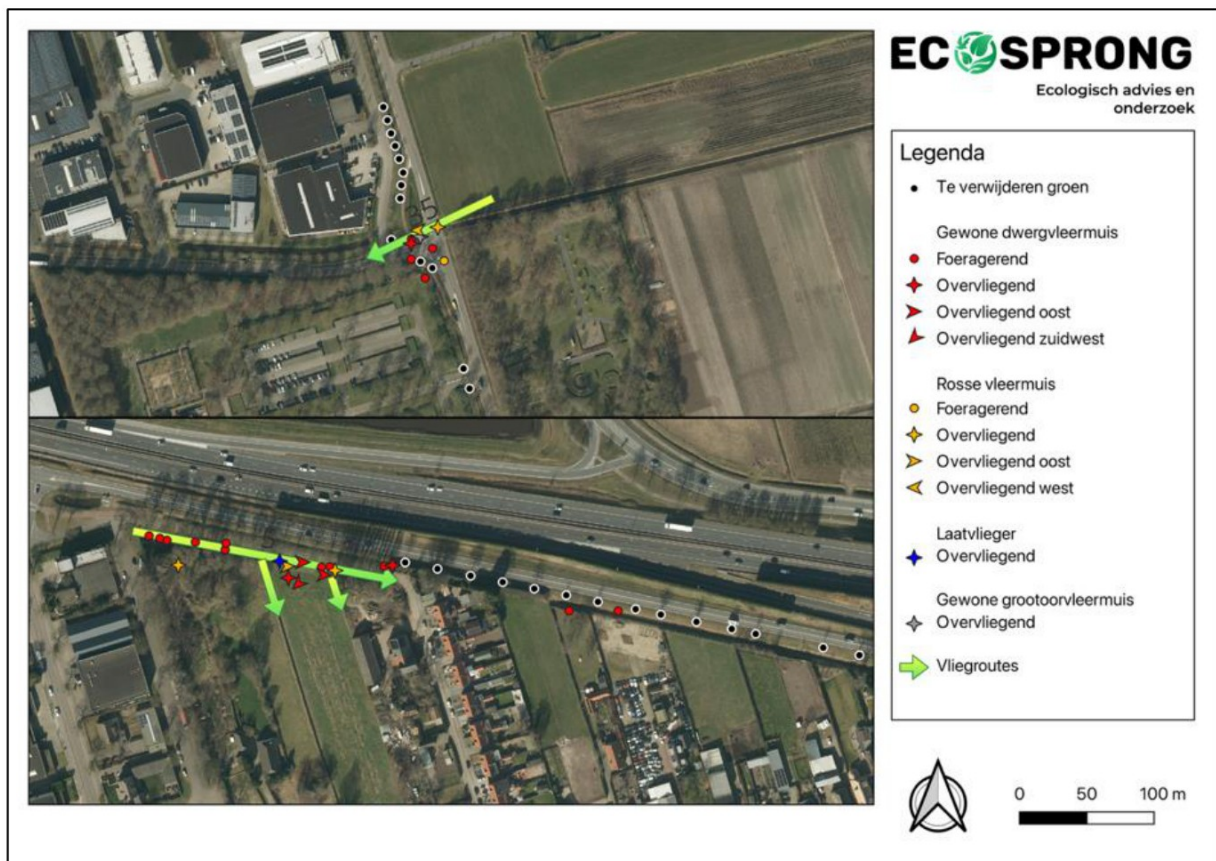 ECOSPRONG
Ecologisch advies en
onderzoek
Legenda
Te verwijderen groen
Gewone dwergvleermuis
Foeragerend
Overvliegend
Overvliegend oost
Overvliegend zuidwest
Rosse vleermuis
Foeragerend
Overvliegend
Overvliegend oost
Overvliegend west
Laatvlieger
Overvliegend
Gewone grootoorvleermuis
Overvliegend
Vliegroutes
0 50 100 m
35